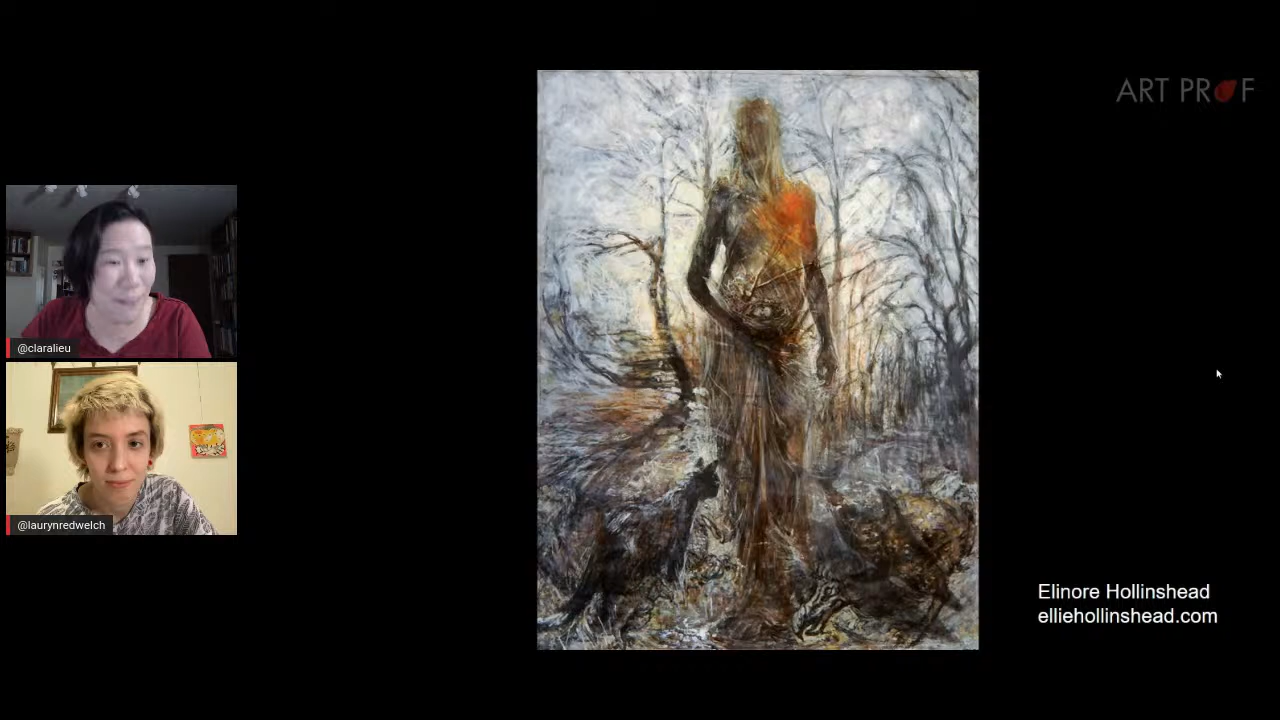 ART PROF
@claralieu
@laurynredwelch
Elinore Hollinshead
elliehollinshead.com